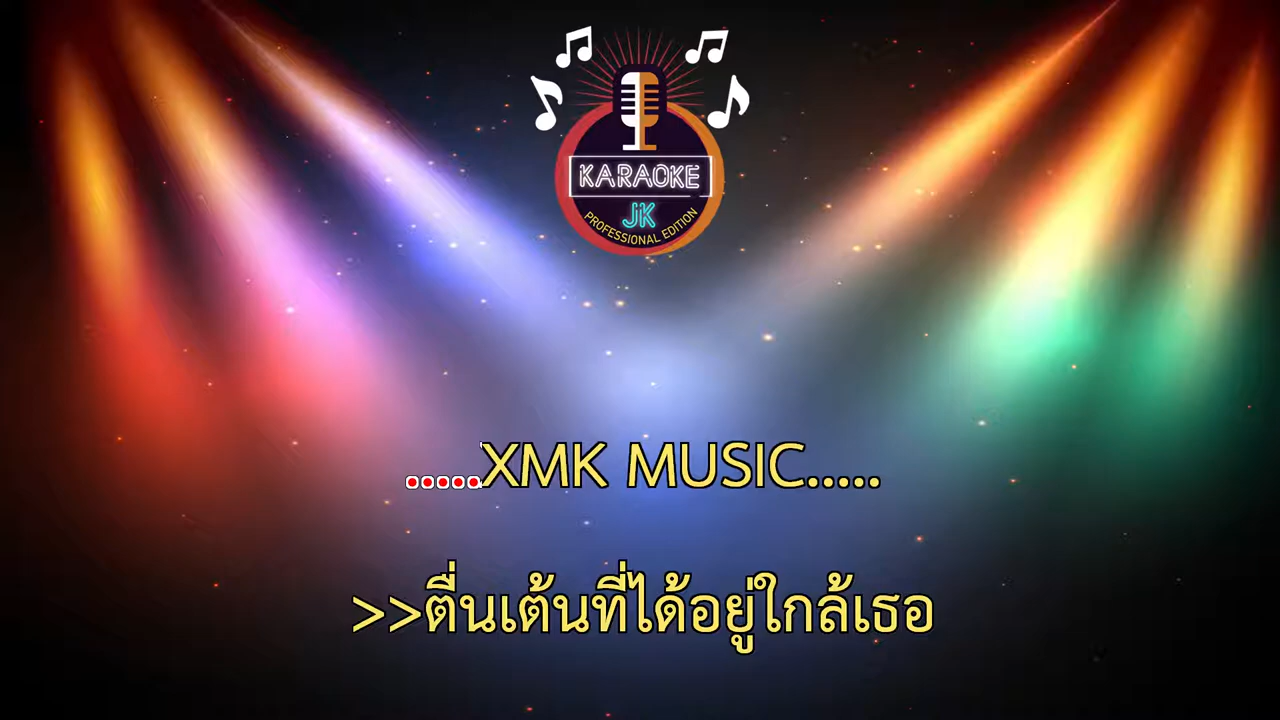 KARAOKE
JK
PROFESSIONAL EDITION
.....XMK MUSIC.....
>>ตื่นเต้นที่ได้อยู่ใกล้เธอ